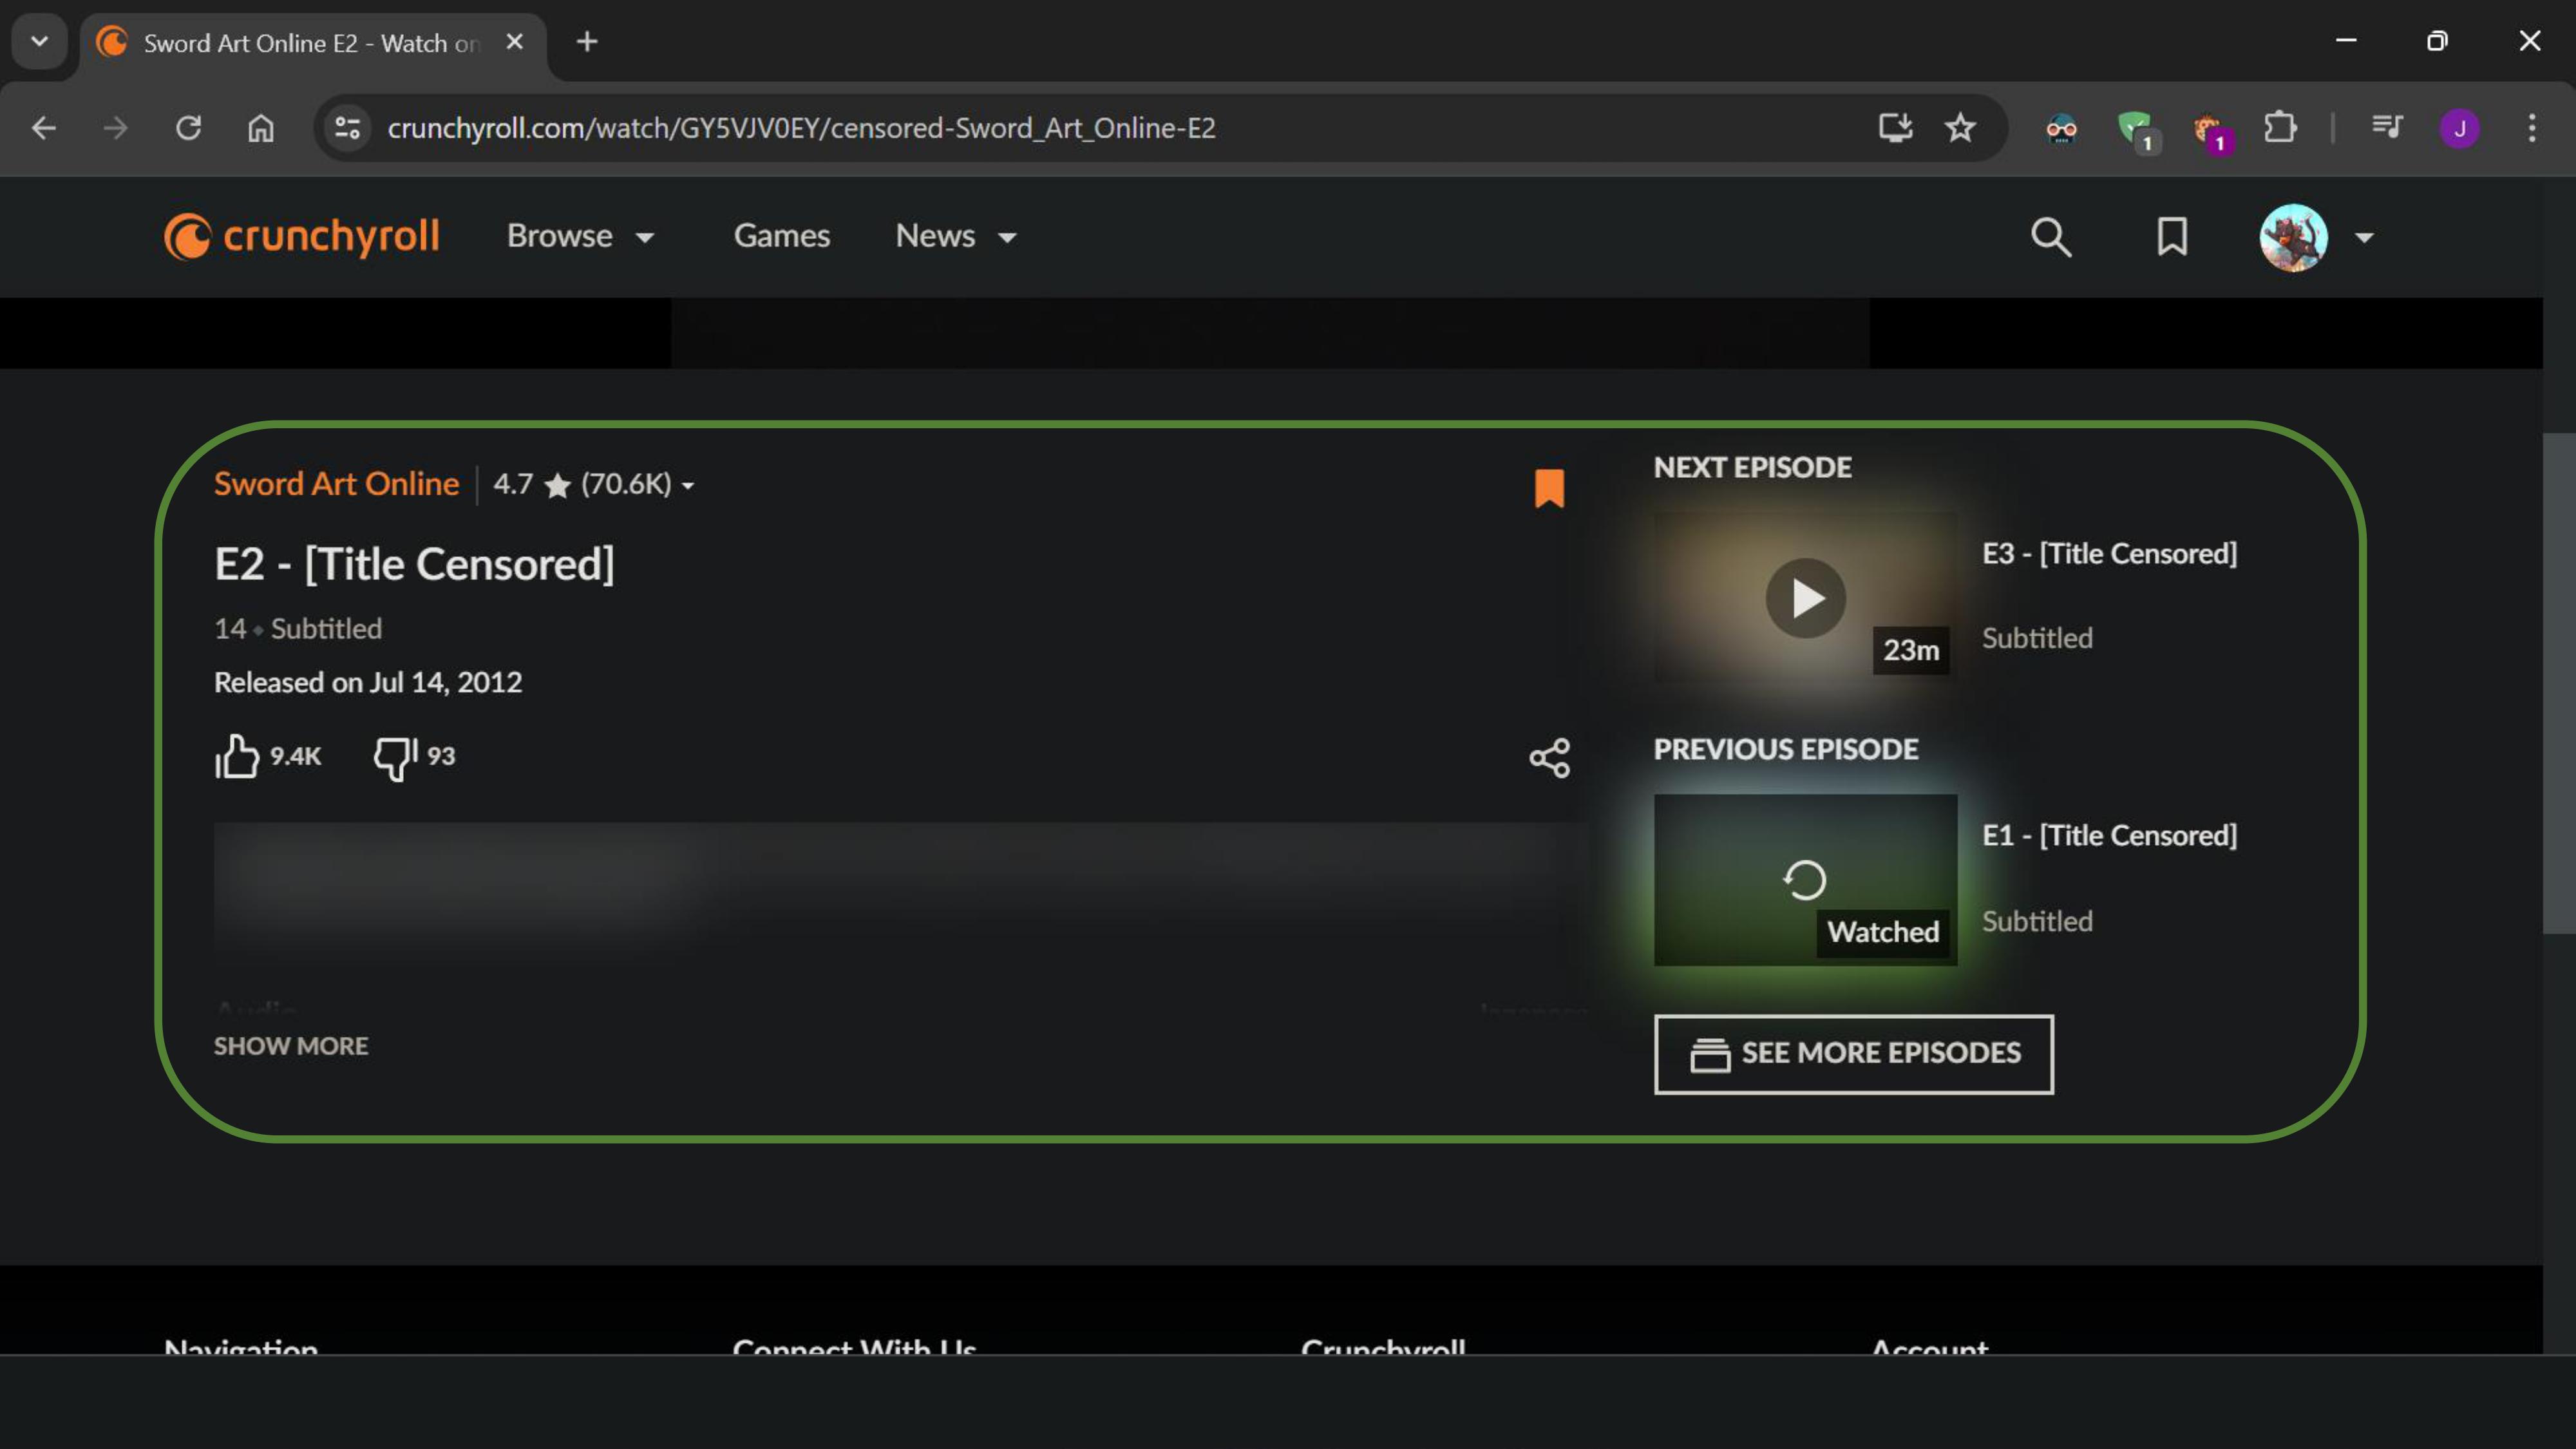 Sword Art Online E2 - Watch on
crunchyroll.com/watch/GY5VJV0EY/censored-Sword_Art_Online-E2
1
1
J
crunchyroll
Browse
Games
News
Sword Art Online
4.7 ★ (70.6K)
E2 - [Title Censored]
14 ◆ Subtitled
Released on Jul 14, 2012
9.4K
93
Audio
SHOW MORE
NEXT EPISODE
23m
E3 - [Title Censored]
Subtitled
PREVIOUS EPISODE
Watched
E1 - [Title Censored]
Subtitled
SEE MORE EPISODES
Navigation
Connect With Us
Crunchyroll
Account